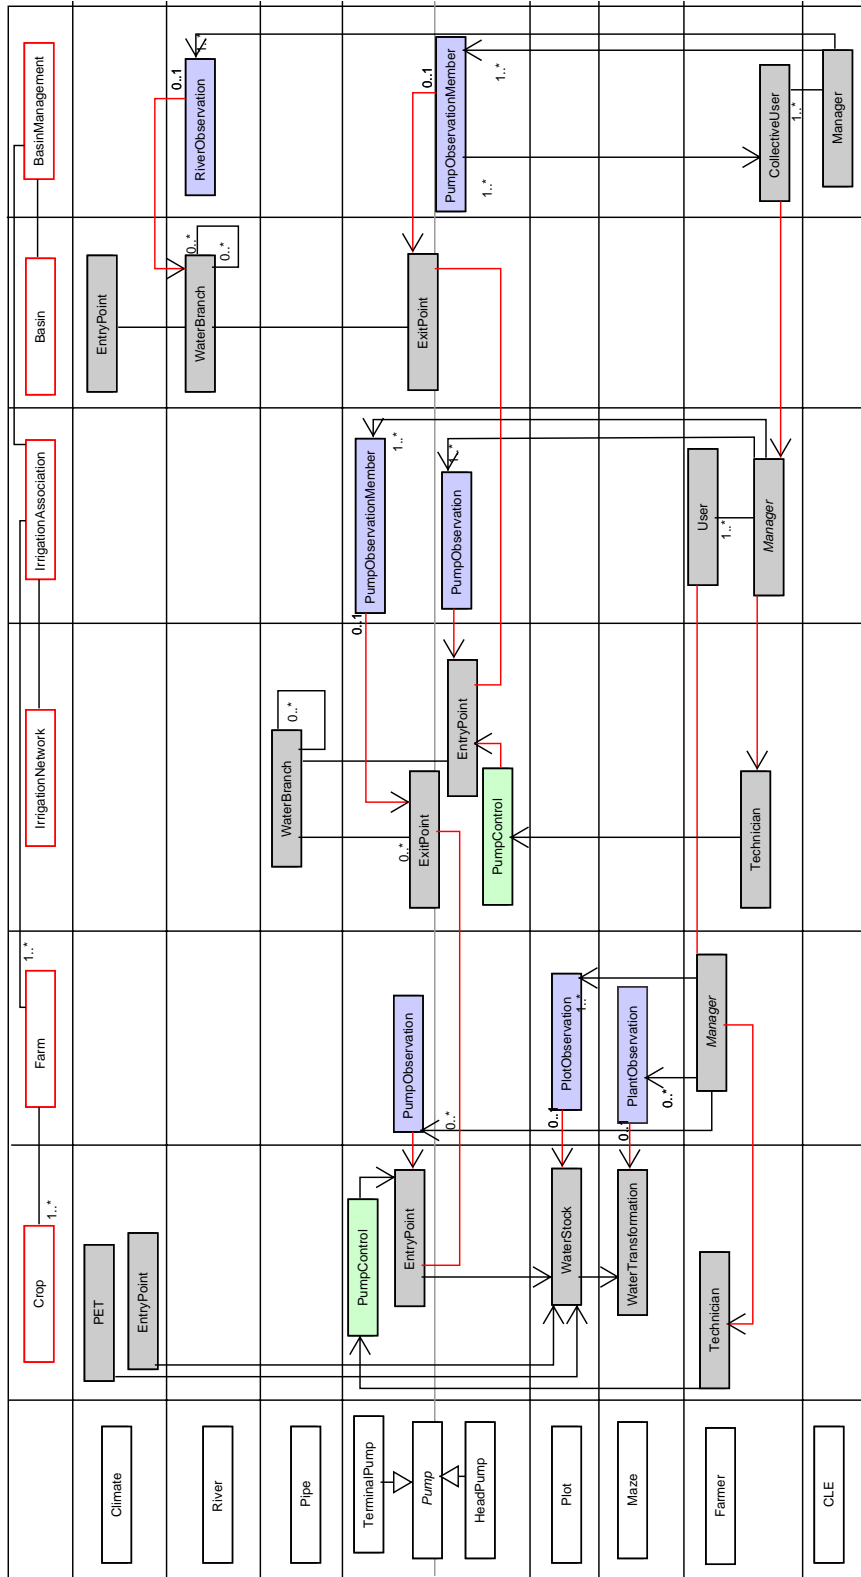 Crop
1..*
Farm
1..*
IrrigationNetwork
IrrigationAssociation
Basin
BasinManagement
Climate
PET
EntryPoint
EntryPoint
River
WaterBranch
0..*
0..*
RiverObservation
0..1
1..*
Pipe
WaterBranch
0..*
TerminalPump
Pump
HeadPump
PumpControl
EntryPoint
PumpObservation
0..*
0..*
ExitPoint
PumpControl
EntryPoint
0..1
PumpObservationMember
1..*
PumpObservation
1..*
ExitPoint
PumpObservationMember
0..1
1..*
1..*
Plot
WaterStock
0..1
PlotObservation
1..*
Maze
WaterTransformation
0..1
PlantObservation
0..*
Farmer
Technician
Manager
Technician
User
1..*
Manager
CollectiveUser
1..*
Manager
CLE